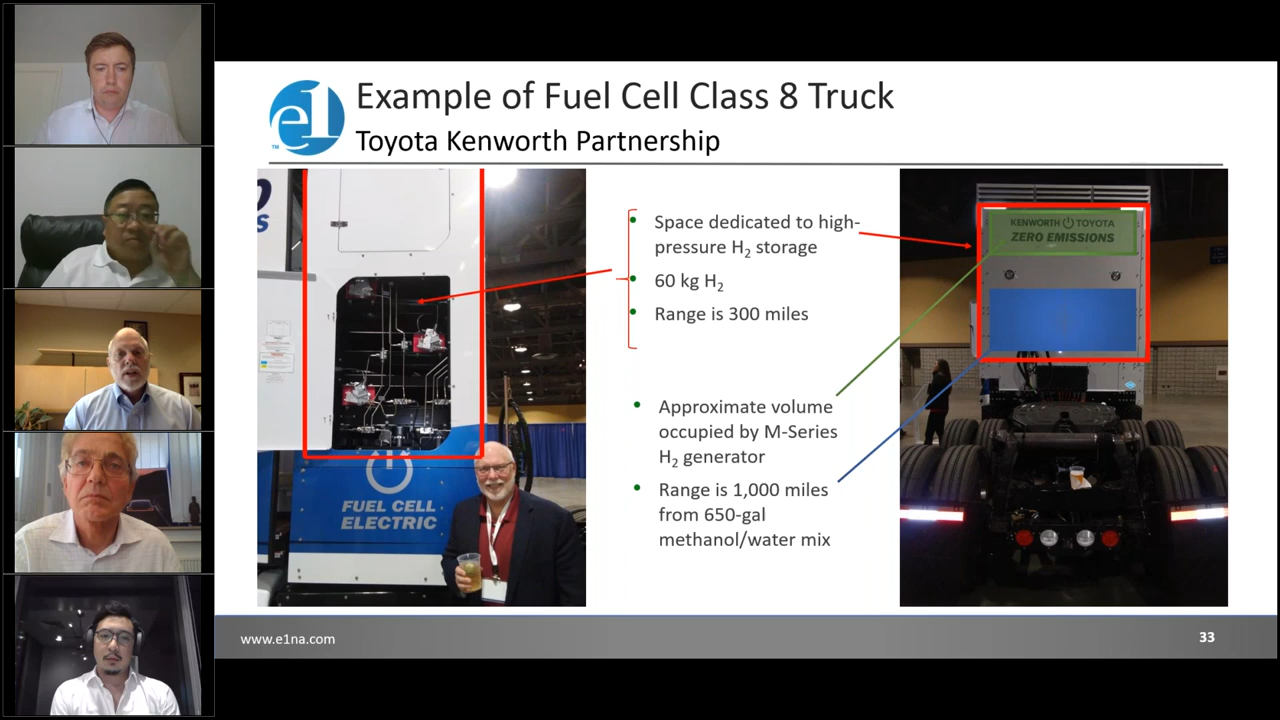 e1
TM
Example of Fuel Cell Class 8 Truck
Toyota Kenworth Partnership
Space dedicated to high-
pressure H₂ storage
60 kg H₂
Range is 300 miles
Approximate volume
occupied by M-Series
H₂ generator
Range is 1,000 miles
from 650-gal
methanol/water mix
FUEL CELL
ELECTRIC
KENWORTH TOYOTA
ZERO EMISSIONS
www.e1na.com
33